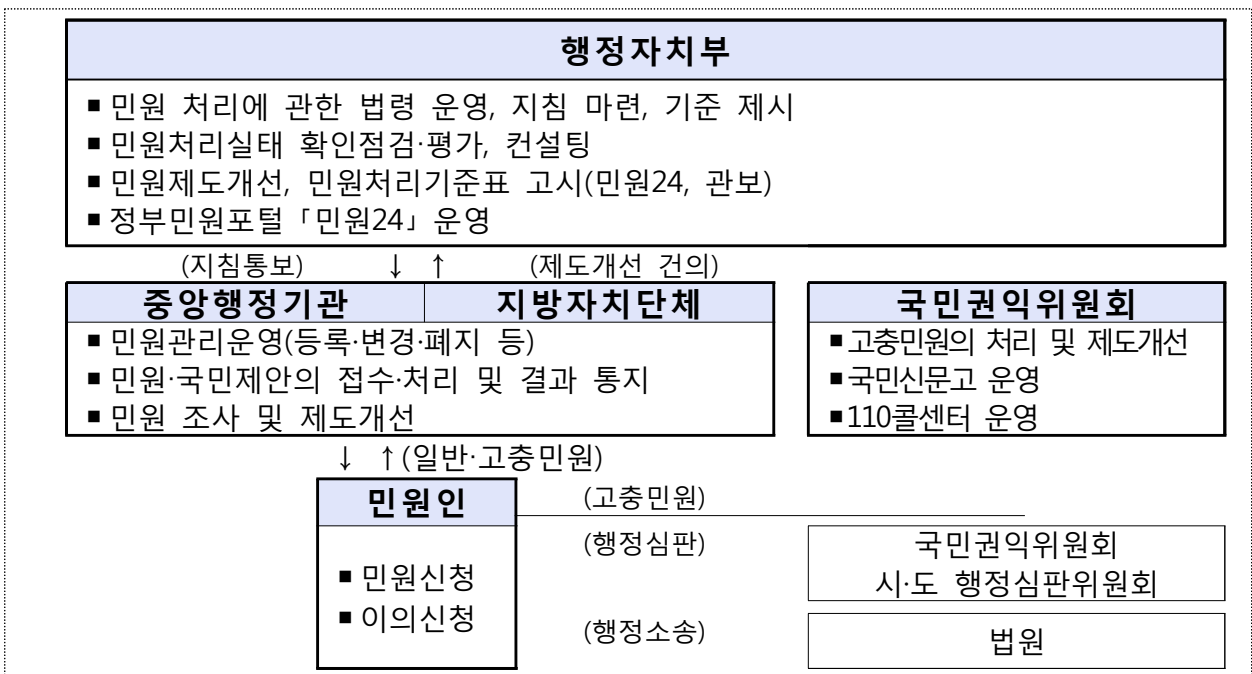 행정자치부
▪ 민원 처리에 관한 법령 운영, 지침 마련, 기준 제시
▪ 민원처리실태 확인점검·평가, 컨설팅
▪ 민원제도개선, 민원처리기준표 고시(민원24, 관보)
▪ 정부민원포털「민원24」운영
(지침통보) ↓ ↑ (제도개선 건의)
중앙행정기관 지방자치단체
▪ 민원관리운영(등록·변경·폐지 등)
▪ 민원·국민제안의 접수·처리 및 결과 통지
▪ 민원 조사 및 제도개선
국민권익위원회
▪고충민원의 처리 및 제도개선
▪국민신문고 운영
▪110콜센터 운영
↓ ↑(일반·고충민원)
민원인
▪ 민원신청
▪ 이의신청
(고충민원)
(행정심판)
국민권익위원회
시·도 행정심판위원회
(행정소송)
법원